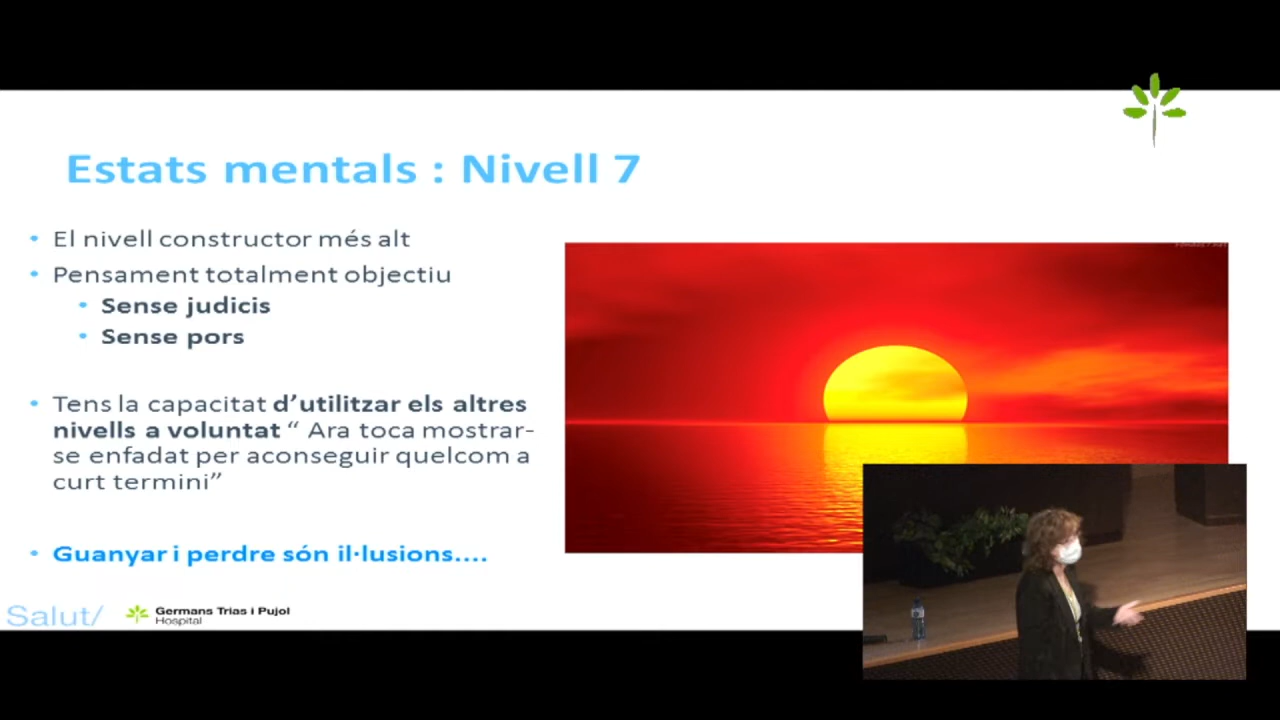 Estats mentals : Nivell 7
• El nivell constructor més alt
• Pensament totalment objectiu
• Sense judicis
• Sense pors
• Tens la capacitat d’utilitzar els altres
nivells a voluntat “ Ara toca mostrar-
se enfadat per aconseguir quelcom a
curt termini”
• Guanyar i perdre són il·lusions....
Salut/
Germans Trias i Pujol
Hospital